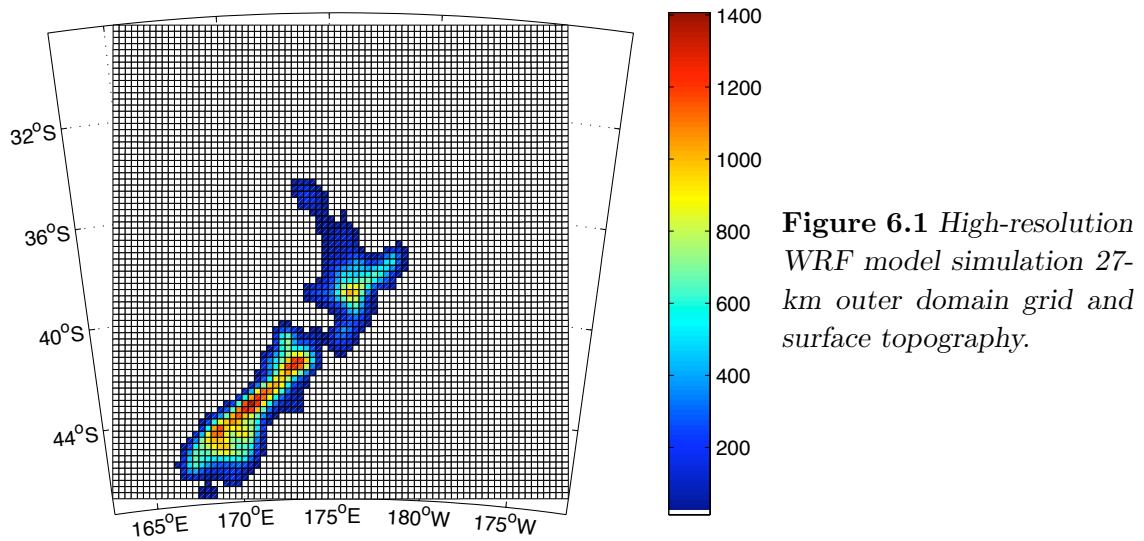 32°S
36°S
40°S
44°S
165°E
170°E
175°E
180°W
175°W
1400
1200
1000
800
600
400
200
Figure 6.1 High-resolution
WRF model simulation 27-
km outer domain grid and
surface topography.